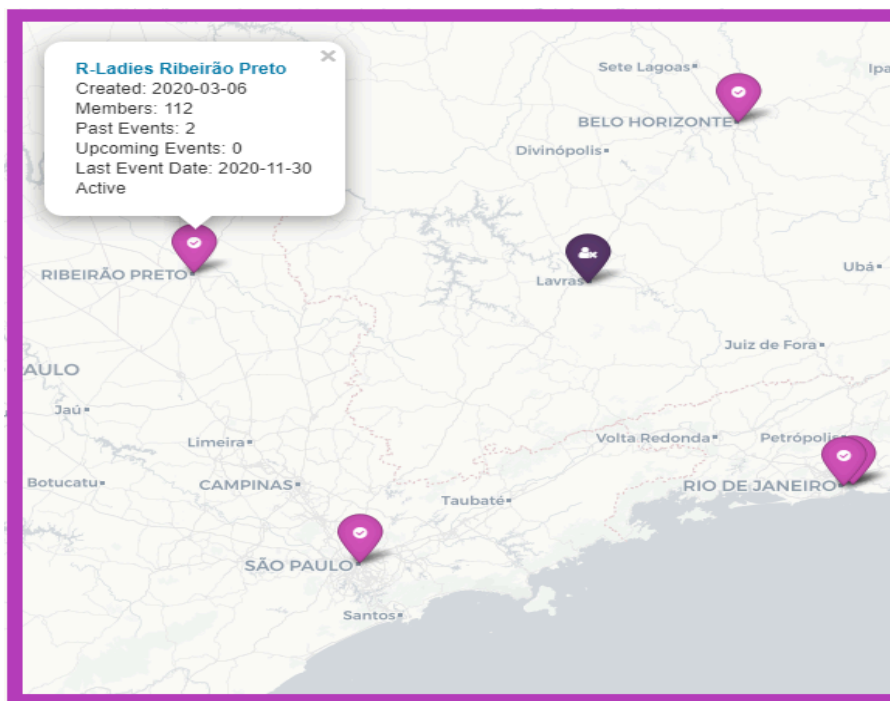 R-Ladies Ribeirão Preto
Created: 2020-03-06
Members: 112
Past Events: 2
Upcoming Events: 0
Last Event Date: 2020-11-30
Active
Sete Lagoas
Ipa
BELO HORIZONTE
Divinópolis
RIBEIRÃO PRETO
Lavras
Ubá
Juiz de Fora
AULO
Jaú
Limeira
Volta Redonda
Petrópolis
Botucatu
CAMPINAS
RIO DE JANEIRO
Taubaté
SÃO PAULO
Santos